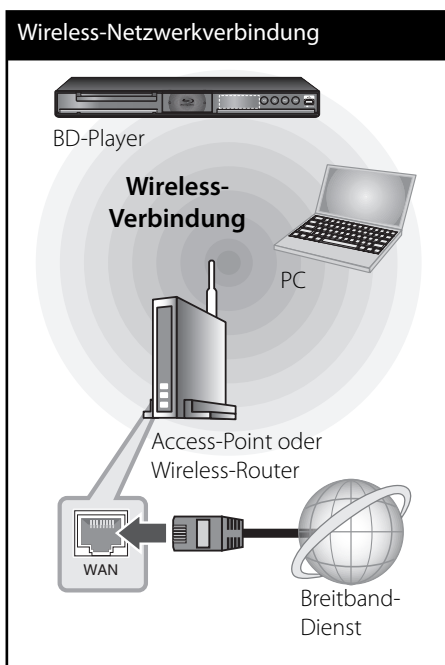 Wireless-Netzwerkverbindung
BD-Player
Wireless-
Verbindung
PC
Access-Point oder
Wireless-Router
WAN
Breitband-
Dienst